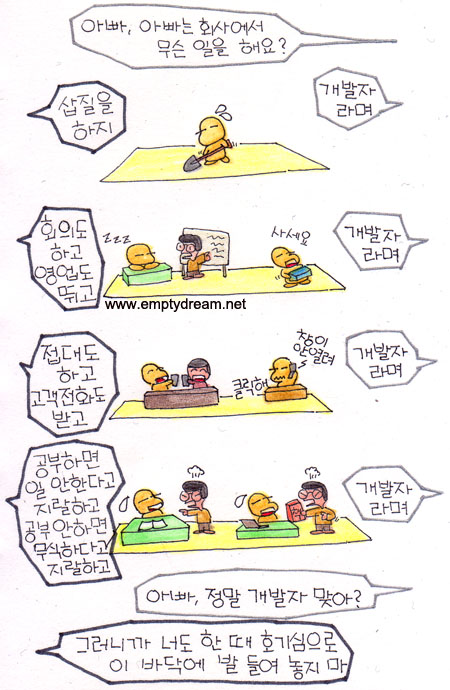 아빠, 아빠는 회사에서
무슨 일을 해요?
삽질을
하지
개발자
라며
회의도
하고
영업도
뛰고
zzz
사세요
개발자
라며
www.emptydream.net
접대도
하고
고객전화도
받고
클릭해
창이
안열려
개발자
라며
공부하면
일 안한다고
지랄하고
공부 안하면
무식하다고
지랄하고
개발자
라며
아빠, 정말 개발자 맞아?
그러니까 너도 한 때 호기심으로
이 바닥에 발 들여 놓지 마